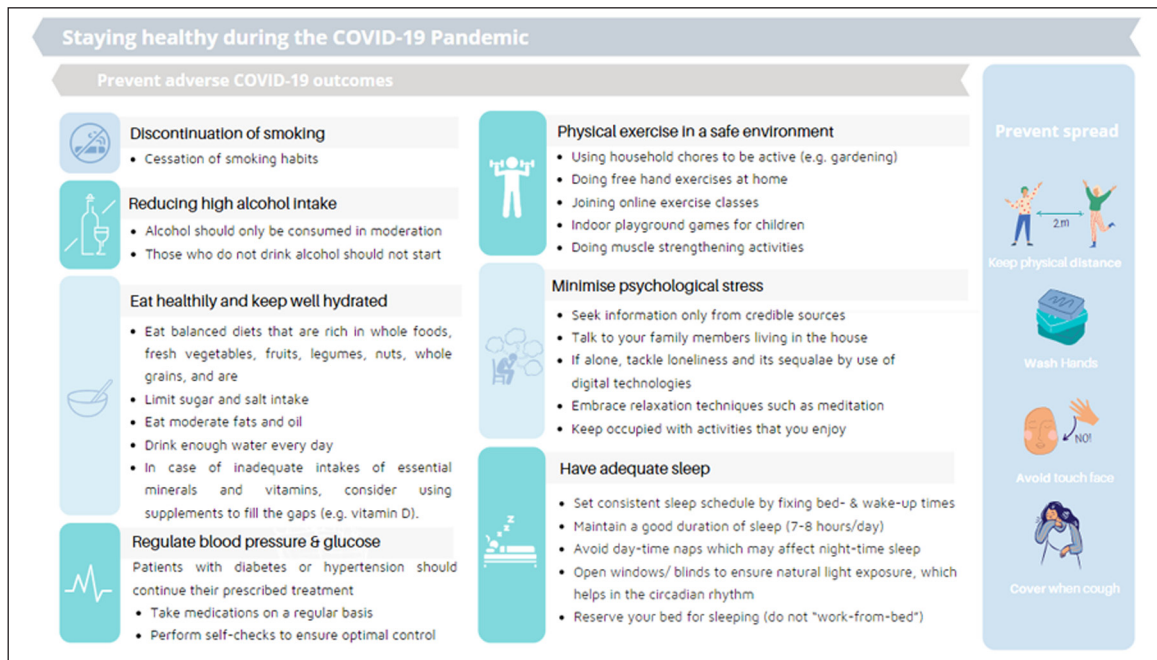 Staying healthy during the COVID-19 Pandemic
Prevent adverse COVID-19 outcomes
Discontinuation of smoking
• Cessation of smoking habits
Reducing high alcohol intake
• Alcohol should only be consumed in moderation
• Those who do not drink alcohol should not start
Eat healthily and keep well hydrated
• Eat balanced diets that are rich in whole foods,
fresh vegetables, fruits, legumes, nuts, whole
grains, and are
• Limit sugar and salt intake
• Eat moderate fats and oil
• Drink enough water every day
• In case of inadequate intakes of essential
minerals and vitamins, consider using
supplements to fill the gaps (e.g. vitamin D).
Regulate blood pressure & glucose
Patients with diabetes or hypertension should
continue their prescribed treatment
• Take medications on a regular basis
• Perform self-checks to ensure optimal control
Physical exercise in a safe environment
• Using household chores to be active (e.g. gardening)
• Doing free hand exercises at home
• Joining online exercise classes
• Indoor playground games for children
• Doing muscle strengthening activities
Minimise psychological stress
• Seek information only from credible sources
• Talk to your family members living in the house
• If alone, tackle loneliness and its sequalae by use of
digital technologies
• Embrace relaxation techniques such as meditation
• Keep occupied with activities that you enjoy
Have adequate sleep
• Set consistent sleep schedule by fixing bed- & wake-up times
• Maintain a good duration of sleep (7-8 hours/day)
• Avoid day-time naps which may affect night-time sleep
• Open windows/ blinds to ensure natural light exposure, which
helps in the circadian rhythm
• Reserve your bed for sleeping (do not "work-from-bed")
Prevent spread
2m
Keep physical distance
Wash Hands
NO!
Avoid touch face
Cover when cough